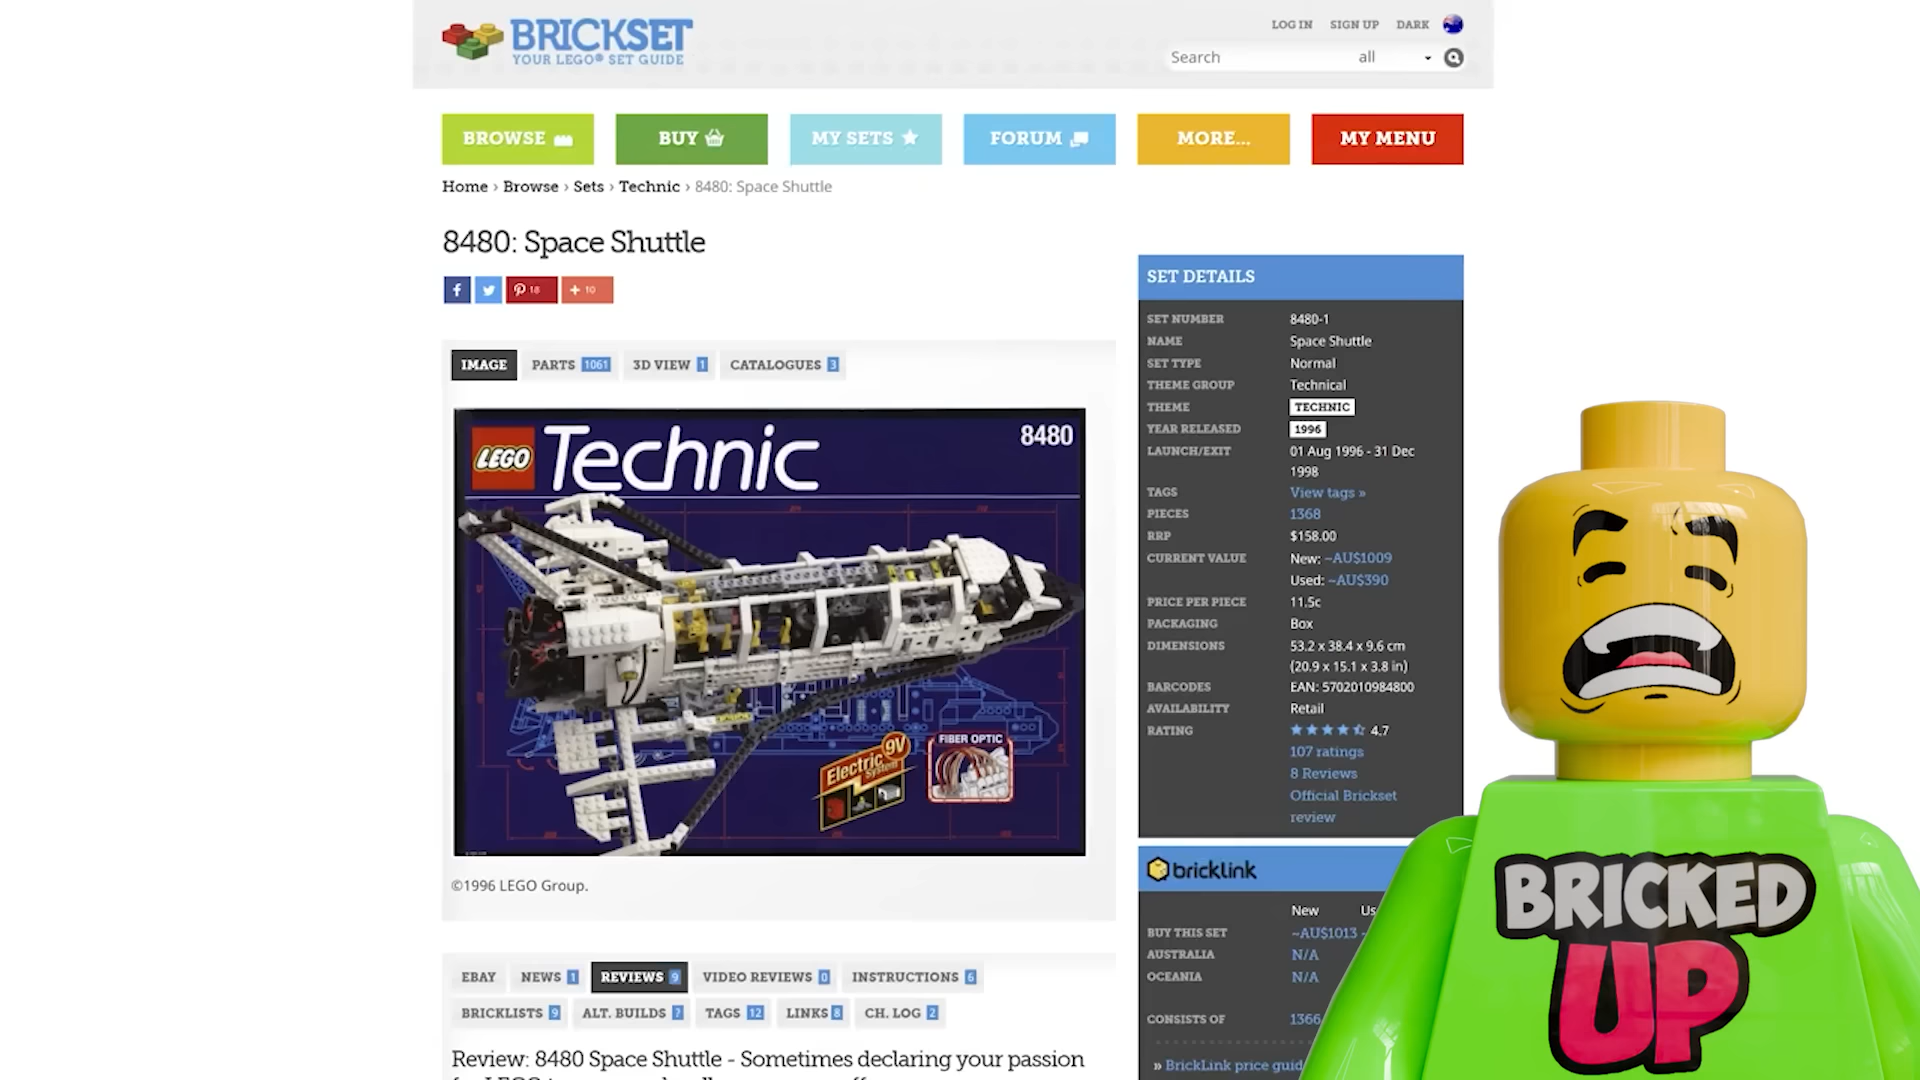 BRICKSET
YOUR LEGO® SET GUIDE
LOG IN SIGN UP DARK
Search all
BROWSE
BUY
MY SETS
FORUM
MORE...
MY MENU
Home › Browse › Sets › Technic › 8480: Space Shuttle
8480: Space Shuttle
18
10
IMAGE
PARTS 1061
3D VIEW 1
CATALOGUES 3
LEGO Technic 8480
Electric 9V
System
FIBER OPTIC
©1996 LEGO Group.
EBAY
NEWS 1
REVIEWS 9
VIDEO REVIEWS 0
INSTRUCTIONS 6
BRICKLISTS 9
ALT. BUILDS 7
TAGS 12
LINKS 8
CH. LOG 2
Review: 8480 Space Shuttle - Sometimes declaring your passion
SET DETAILS
SET NUMBER 8480-1
NAME Space Shuttle
SET TYPE Normal
THEME GROUP Technical
THEME TECHNIC
YEAR RELEASED 1996
LAUNCH/EXIT 01 Aug 1996 - 31 Dec
1998
TAGS View tags »
PIECES 1368
RRP $158.00
CURRENT VALUE New: ~AU$1009
Used: ~AU$390
PRICE PER PIECE 11.5c
PACKAGING Box
DIMENSIONS 53.2 x 38.4 x 9.6 cm
(20.9 x 15.1 x 3.8 in)
BARCODES EAN: 5702010984800
AVAILABILITY Retail
RATING 4.7
107 ratings
8 Reviews
Official Brickset
review
bricklink
New Us
BUY THIS SET ~AU$1013 -
AUSTRALIA N/A
OCEANIA N/A
CONSISTS OF 1366
» BrickLink price guid
BRICKED
UP